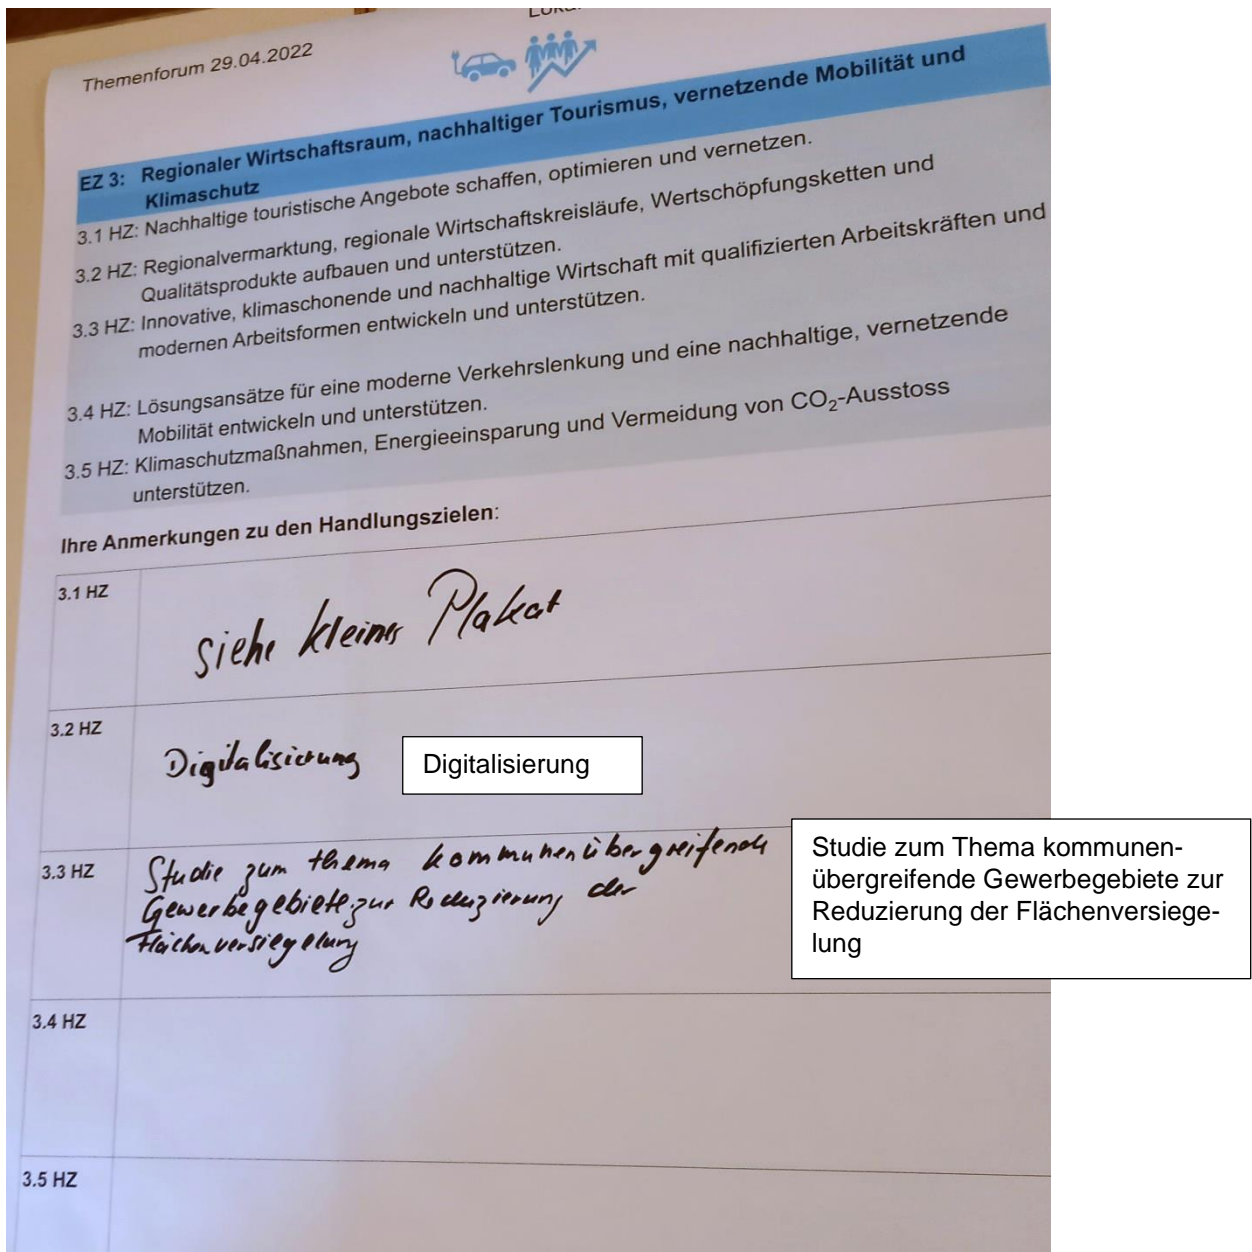 Themenforum 29.04.2022
EZ 3: Regionaler Wirtschaftsraum, nachhaltiger Tourismus, vernetzende Mobilität und
Klimaschutz
3.1 HZ: Nachhaltige touristische Angebote schaffen, optimieren und vernetzen.
3.2 HZ: Regionalvermarktung, regionale Wirtschaftskreisläufe, Wertschöpfungsketten und
Qualitätsprodukte aufbauen und unterstützen.
3.3 HZ: Innovative, klimaschonende und nachhaltige Wirtschaft mit qualifizierten Arbeitskräften und
modernen Arbeitsformen entwickeln und unterstützen.
3.4 HZ: Lösungsansätze für eine moderne Verkehrslenkung und eine nachhaltige, vernetzende
Mobilität entwickeln und unterstützen.
3.5 HZ: Klimaschutzmaßnahmen, Energieeinsparung und Vermeidung von CO₂-Ausstoss
unterstützen.
Ihre Anmerkungen zu den Handlungszielen:
3.1 HZ
siehe kleines Plakat
3.2 HZ
Digitalisierung
Digitalisierung
3.3 HZ
Studie zum thema kommunenübergreifende
Gewerbegebiete zur Reduzierung der
Flächenversiegelung
Studie zum Thema kommunen-
übergreifende Gewerbegebiete zur
Reduzierung der Flächenversiege-
lung
3.4 HZ
3.5 HZ